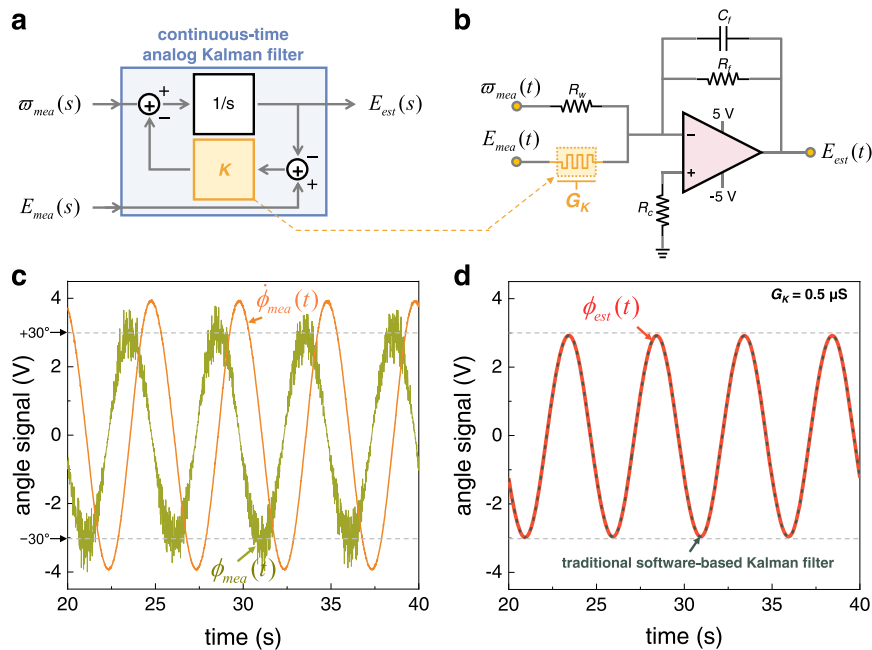 a
continuous-time
analog Kalman filter
ϖmea(s)
+
−
1/s
Eest(s)
K
−
+
Emea(s)
b
Cf
Rf
ϖmea(t)
Rw
Emea(t)
GK
5 V
−
+
-5 V
Eest(t)
Rc
c
angle signal (V)
4
2
0
-2
-4
+30°
−30°
ϕ̇mea(t)
ϕmea(t)
20
25
30
35
40
time (s)
d
angle signal (V)
4
2
0
-2
-4
GK = 0.5 µS
ϕest(t)
traditional software-based Kalman filter
20
25
30
35
40
time (s)